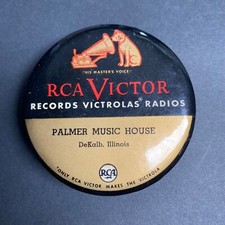 "HIS MASTER'S VOICE"
RCA VICTOR
RECORDS VICTROLAS® RADIOS
PALMER MUSIC HOUSE
DeKalb, Illinois
RCA
"ONLY RCA VICTOR MAKES THE VICTROLA"